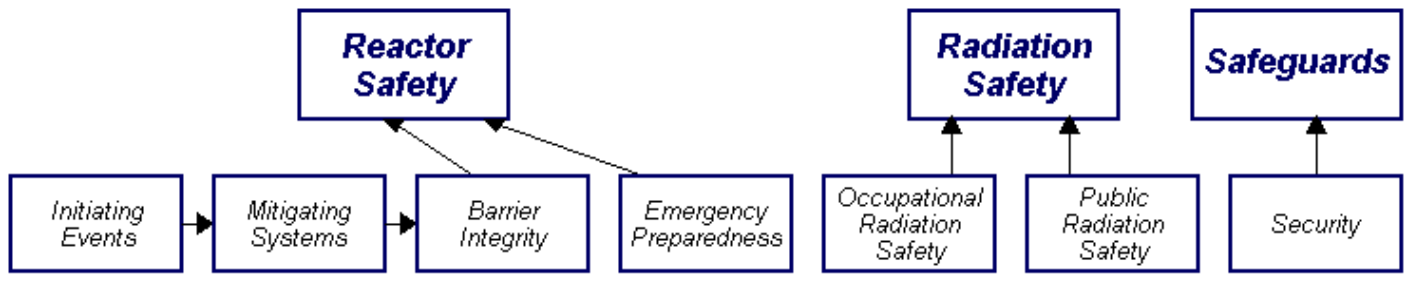 Reactor
Safety
Radiation
Safety
Safeguards
Initiating
Events
Mitigating
Systems
Barrier
Integrity
Emergency
Preparedness
Occupational
Radiation
Safety
Public
Radiation
Safety
Security